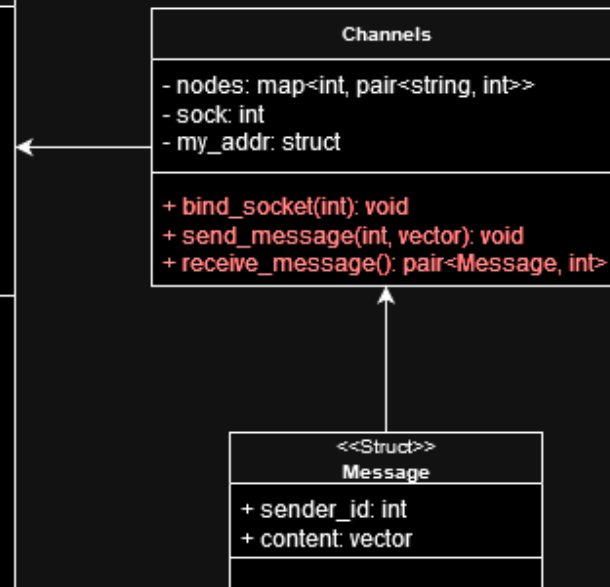 Channels
- nodes: map<int, pair<string, int>>
- sock: int
- my_addr: struct
+ bind_socket(int): void
+ send_message(int, vector): void
+ receive_message(): pair<Message, int>
<<Struct>>
Message
+ sender_id: int
+ content: vector